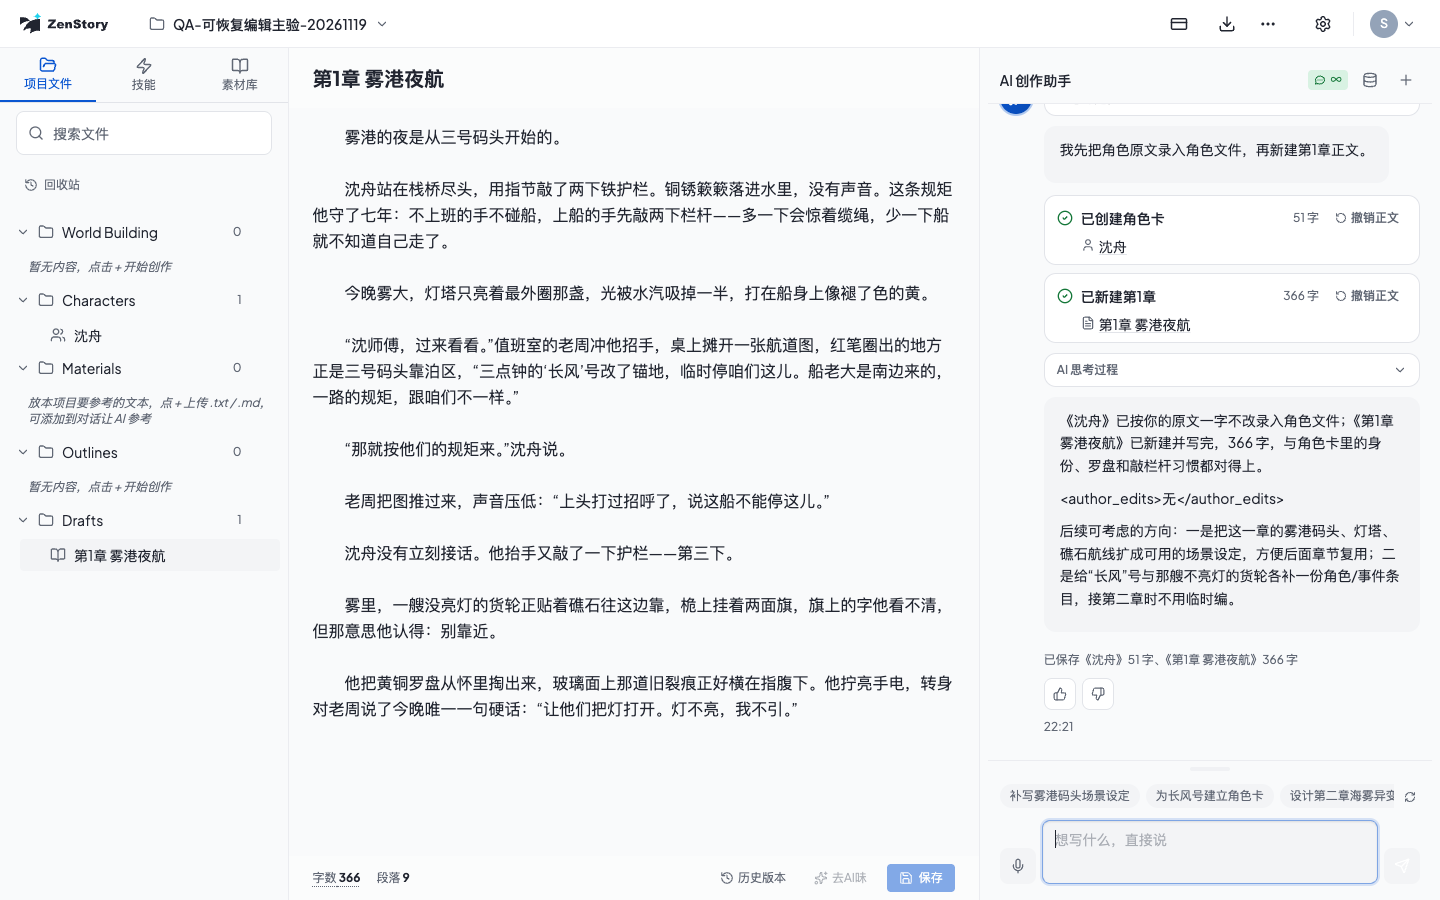 ZenStory
QA-可恢复编辑主验-20261119
S
项目文件
技能
素材库
搜索文件
回收站
World Building 0
暂无内容，点击 + 开始创作
Characters 1
沈舟
Materials 0
放本项目要参考的文本，点 + 上传 .txt / .md，
可添加到对话让 AI 参考
Outlines 0
暂无内容，点击 + 开始创作
Drafts 1
第1章 雾港夜航
第1章 雾港夜航
雾港的夜是从三号码头开始的。
沈舟站在栈桥尽头，用指节敲了两下铁护栏。铜锈簌簌落进水里，没有声音。这条规矩
他守了七年：不上班的手不碰船，上船的手先敲两下栏杆——多一下会惊着缆绳，少一下船
就不知道自己走了。
今晚雾大，灯塔只亮着最外圈那盏，光被水汽吸掉一半，打在船身上像褪了色的黄。
“沈师傅，过来看看。”值班室的老周冲他招手，桌上摊开一张航道图，红笔圈出的地方
正是三号码头靠泊区，“三点钟的‘长风’号改了锚地，临时停咱们这儿。船老大是南边来的，
一路的规矩，跟咱们不一样。”
“那就按他们的规矩来。”沈舟说。
老周把图推过来，声音压低：“上头打过招呼了，说这船不能停这儿。”
沈舟没有立刻接话。他抬手又敲了一下护栏——第三下。
雾里，一艘没亮灯的货轮正贴着礁石往这边靠，桅上挂着两面旗，旗上的字他看不清，
但那意思他认得：别靠近。
他把黄铜罗盘从怀里掏出来，玻璃面上那道旧裂痕正好横在指腹下。他拧亮手电，转身
对老周说了今晚唯一一句硬话：“让他们把灯打开。灯不亮，我不引。”
字数 366
段落 9
历史版本
去AI味
保存
AI 创作助手
我先把角色原文录入角色文件，再新建第1章正文。
已创建角色卡 51 字 撤销正文
沈舟
已新建第1章 366 字 撤销正文
第1章 雾港夜航
AI 思考过程
《沈舟》已按你的原文一字不改录入角色文件；《第1章
雾港夜航》已新建并写完，366 字，与角色卡里的身
份、罗盘和敲栏杆习惯都对得上。
<author_edits>无</author_edits>
后续可考虑的方向：一是把这一章的雾港码头、灯塔、
礁石航线扩成可用的场景设定，方便后面章节复用；二
是给“长风”号与那艘不亮灯的货轮各补一份角色/事件条
目，接第二章时不用临时编。
已保存《沈舟》51 字、《第1章 雾港夜航》366 字
22:21
补写雾港码头场景设定
为长风号建立角色卡
设计第二章海雾异变
想写什么，直接说